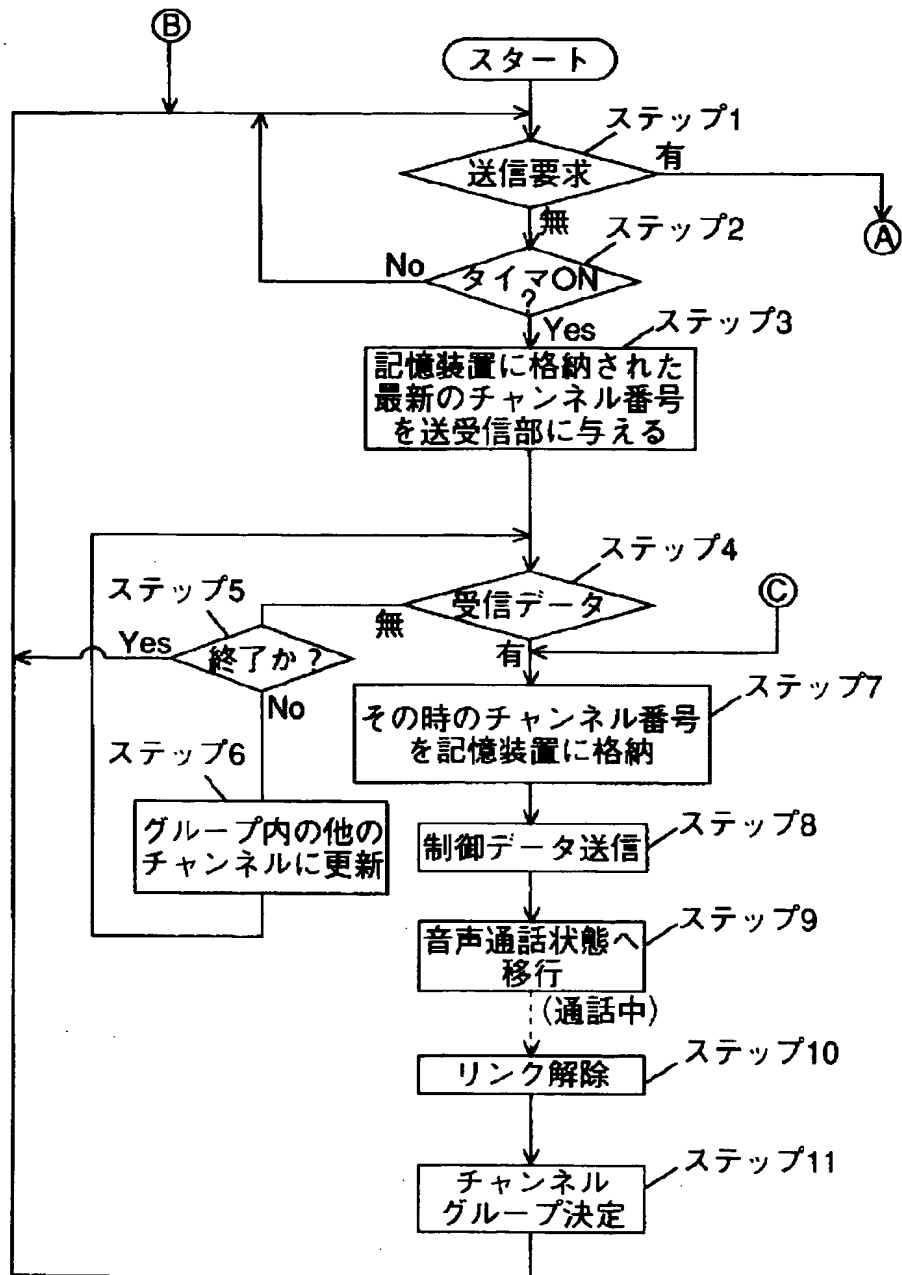 Ⓑ
スタート
ステップ1
送信要求
有
Ⓐ
無
ステップ2
タイマON
?
No
Yes
ステップ3
記憶装置に格納された
最新のチャンネル番号
を送受信部に与える
ステップ4
受信データ
無
有
Ⓒ
ステップ5
終了か?
Yes
No
ステップ6
グループ内の他の
チャンネルに更新
ステップ7
その時のチャンネル番号
を記憶装置に格納
ステップ8
制御データ送信
ステップ9
音声通話状態へ
移行
(通話中)
ステップ10
リンク解除
ステップ11
チャンネル
グループ決定